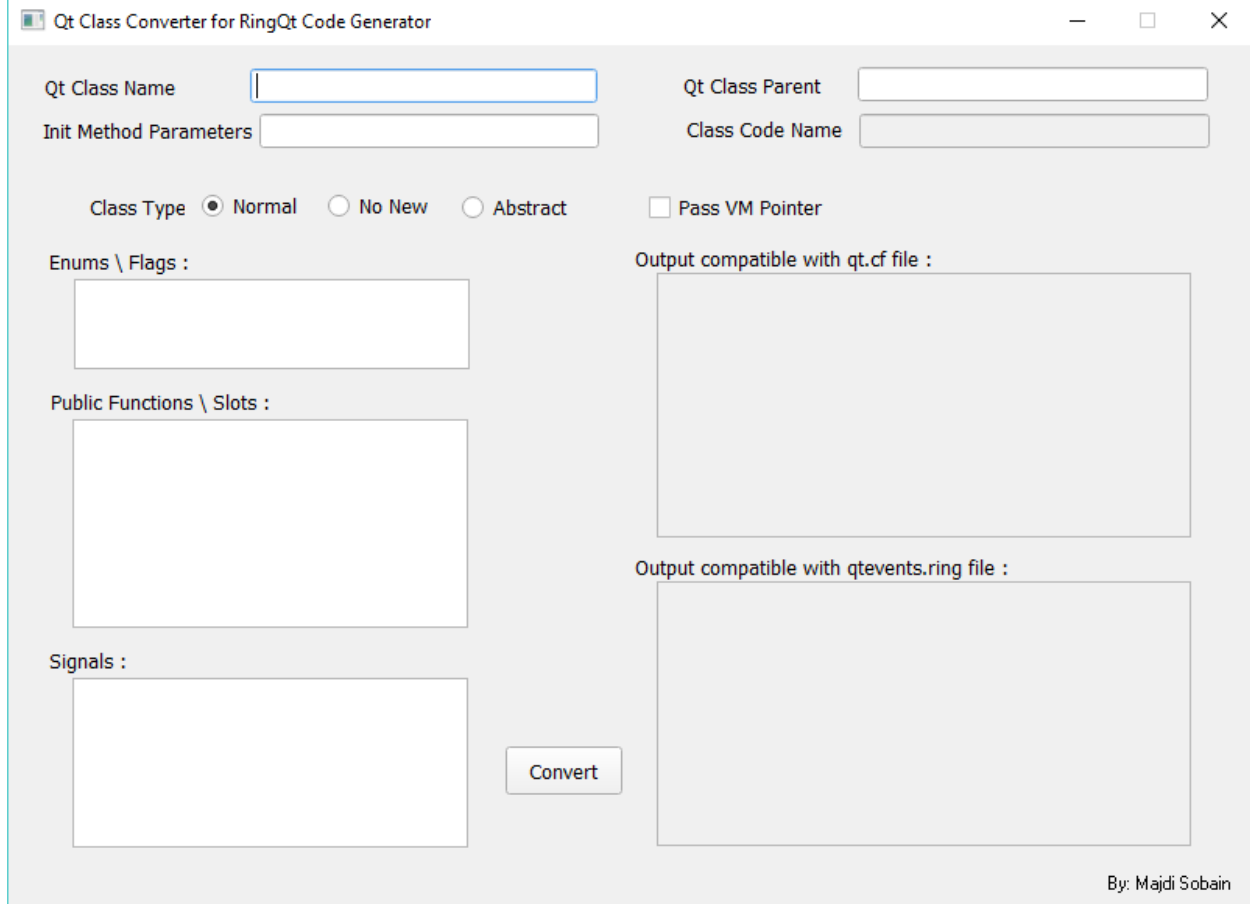 Qt Class Converter for RingQt Code Generator
Qt Class Name
Qt Class Parent
Init Method Parameters
Class Code Name
Class Type Normal No New Abstract
Pass VM Pointer
Enums \ Flags :
Output compatible with qt.cf file :
Public Functions \ Slots :
Output compatible with qtevents.ring file :
Signals :
Convert
By: Majdi Sobain